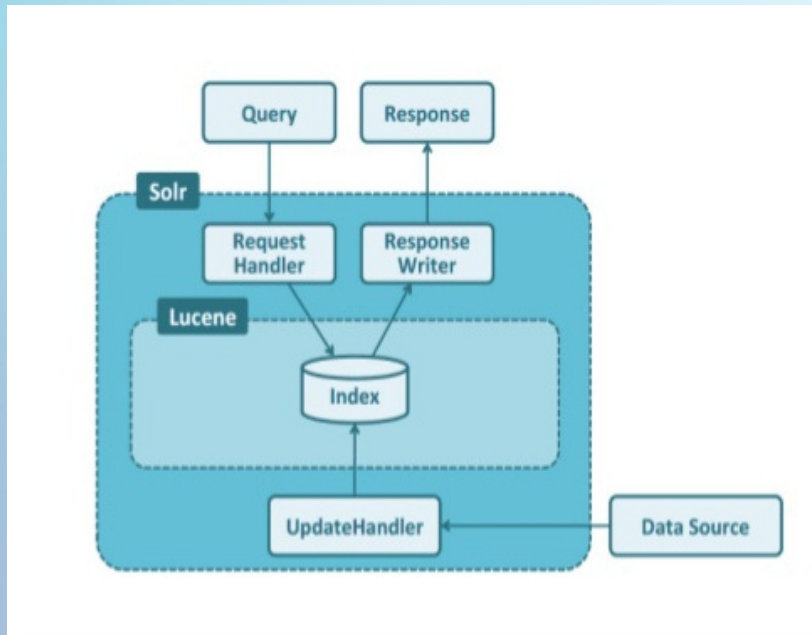 Query
Response
Solr
Request
Handler
Response
Writer
Lucene
Index
UpdateHandler
Data Source